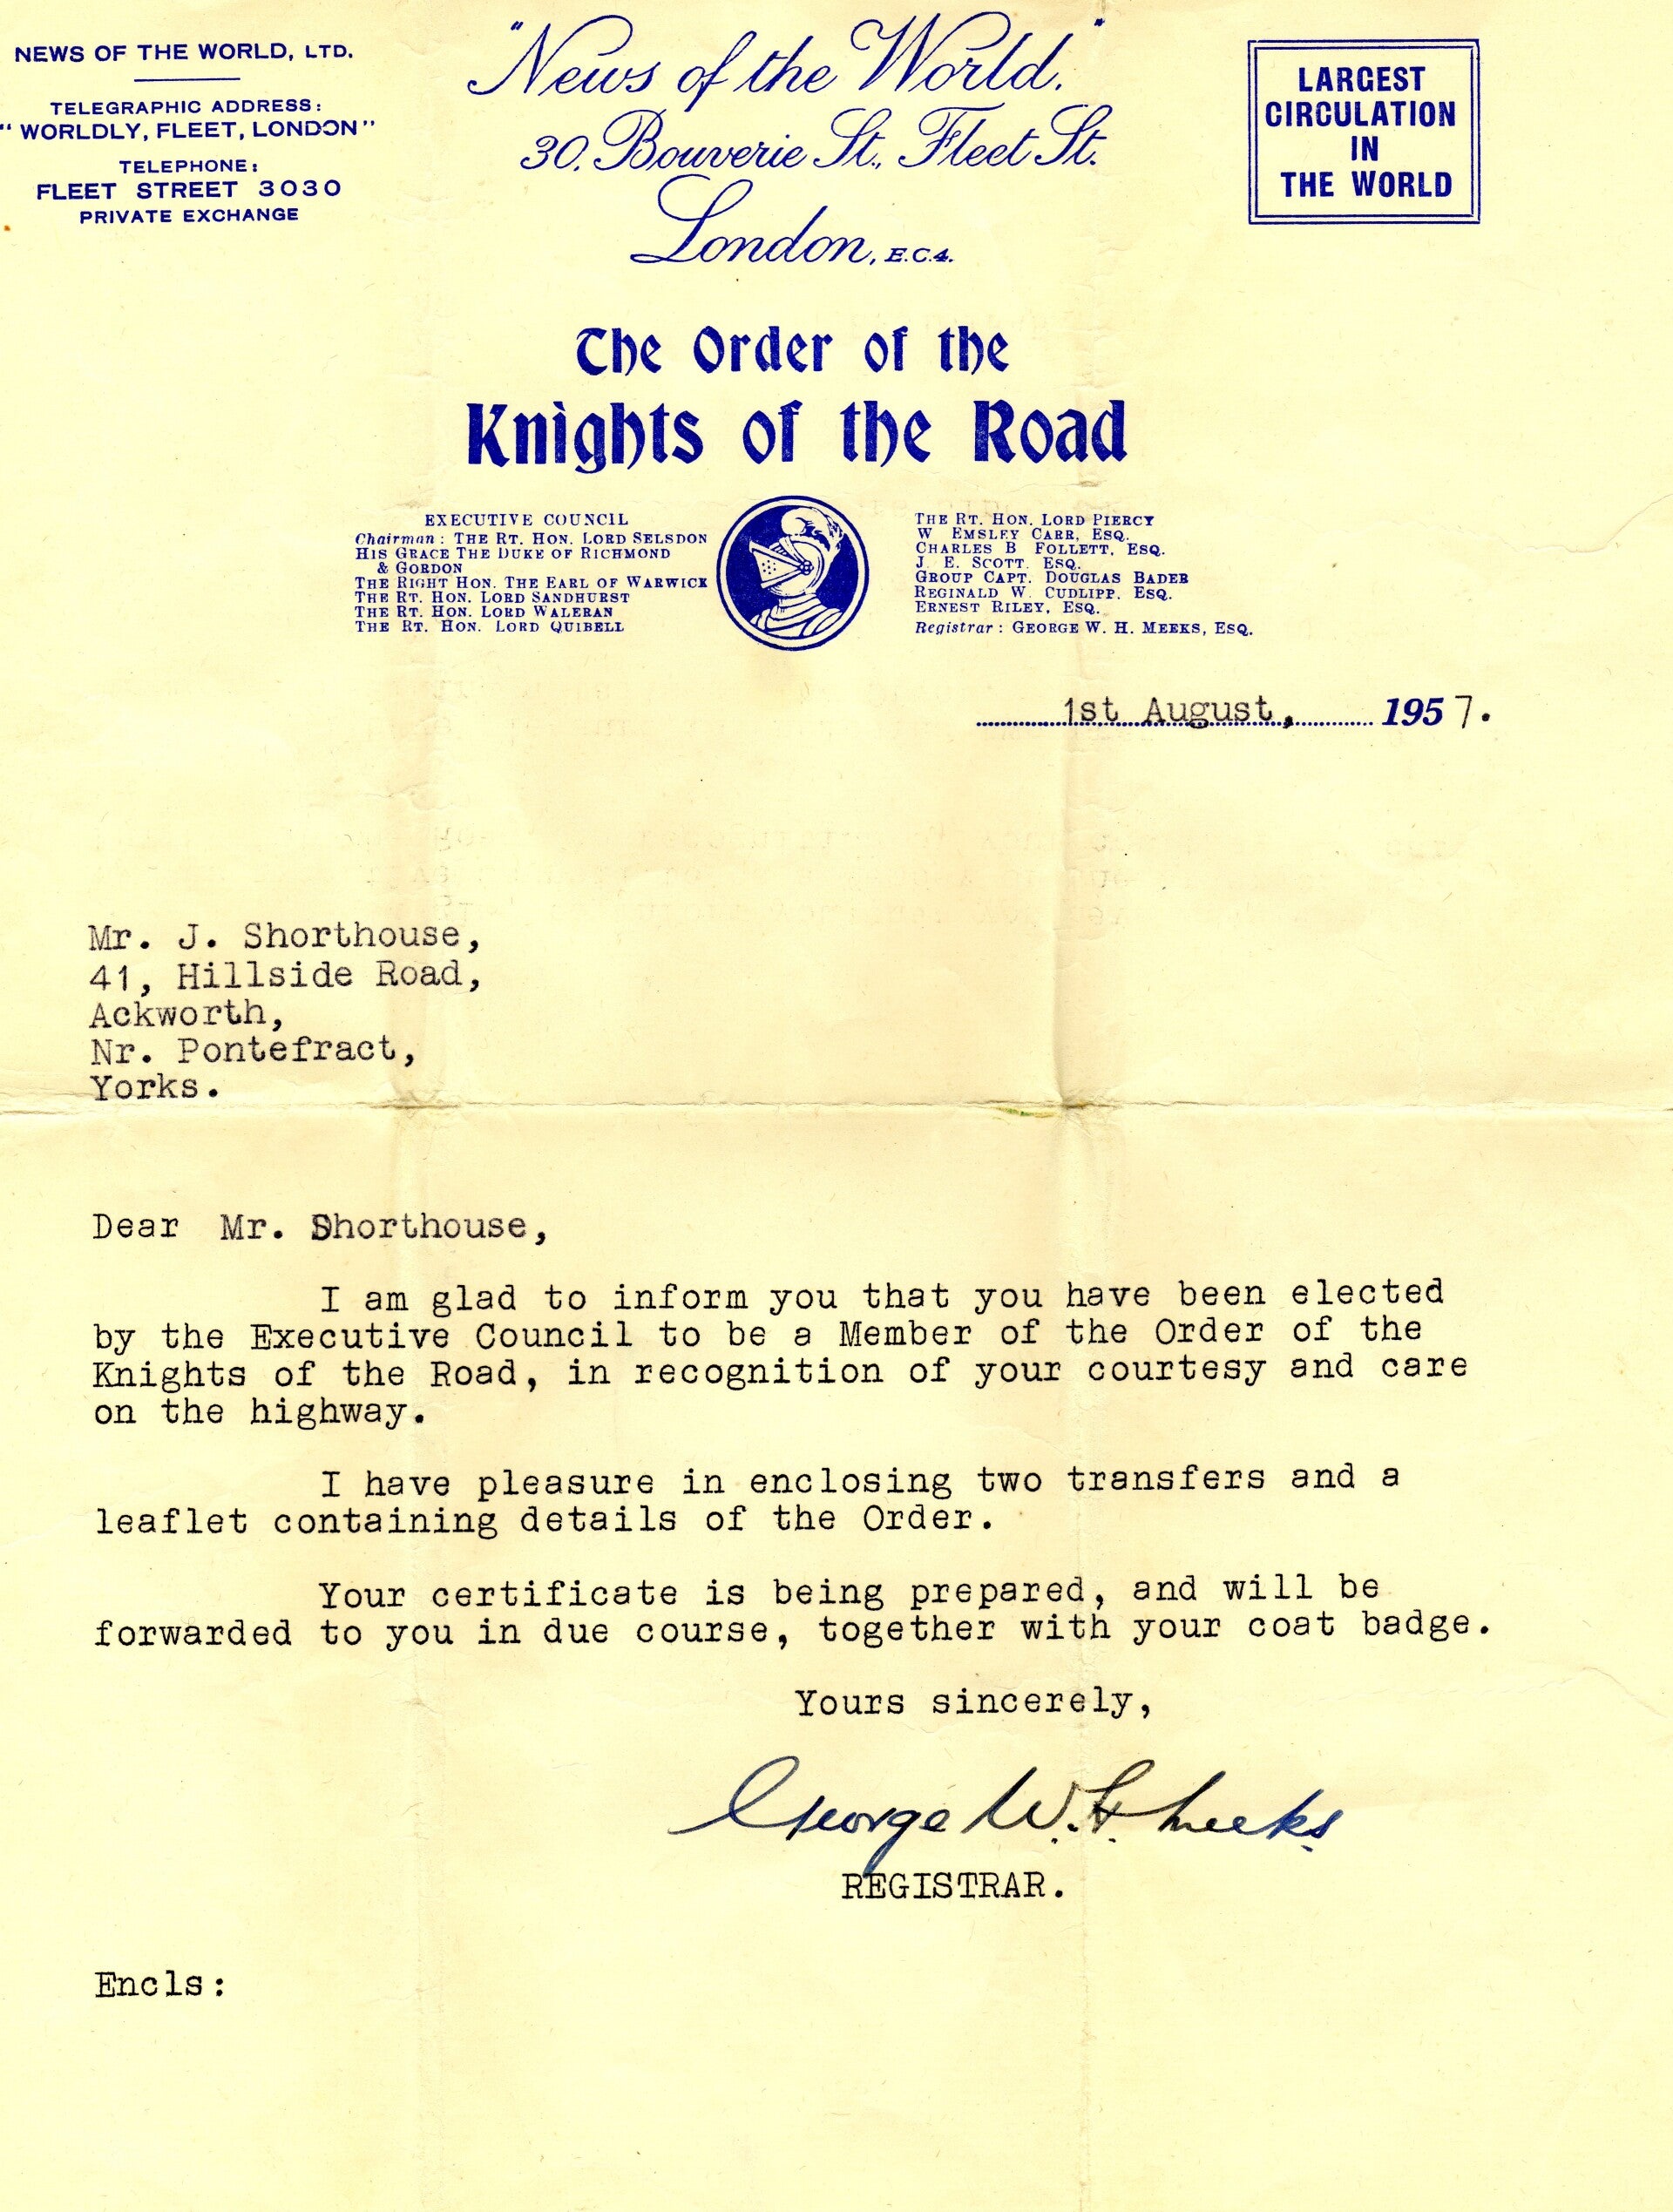 NEWS OF THE WORLD, LTD.
TELEGRAPHIC ADDRESS:
"WORLDLY, FLEET, LONDON"
TELEPHONE:
FLEET STREET 3030
PRIVATE EXCHANGE
"News of the World."
30, Bouverie St., Fleet St.
London, E.C.4.
LARGEST
CIRCULATION
IN
THE WORLD
The Order of the
Knights of the Road
EXECUTIVE COUNCIL
Chairman: THE RT. HON. LORD SELSDON
HIS GRACE THE DUKE OF RICHMOND
& GORDON
THE RIGHT HON. THE EARL OF WARWICK
THE RT. HON. LORD SANDHURST
THE RT. HON. LORD WALERAN
THE RT. HON. LORD QUIBELL
THE RT. HON. LORD PIERCY
W EMSLEY CARR, ESQ.
CHARLES B FOLLETT, ESQ.
J. E. SCOTT, ESQ.
GROUP CAPT. DOUGLAS BADER
REGINALD W. CUDLIPP, ESQ.
ERNEST RILEY, ESQ.
Registrar: GEORGE W. H. MEEKS, ESQ.
1st August, 1957.
Mr. J. Shorthouse,
41, Hillside Road,
Ackworth,
Nr. Pontefract,
Yorks.
Dear Mr. Shorthouse,
I am glad to inform you that you have been elected
by the Executive Council to be a Member of the Order of the
Knights of the Road, in recognition of your courtesy and care
on the highway.
I have pleasure in enclosing two transfers and a
leaflet containing details of the Order.
Your certificate is being prepared, and will be
forwarded to you in due course, together with your coat badge.
Yours sincerely,
George W. H. Meeks
REGISTRAR.
Encls: